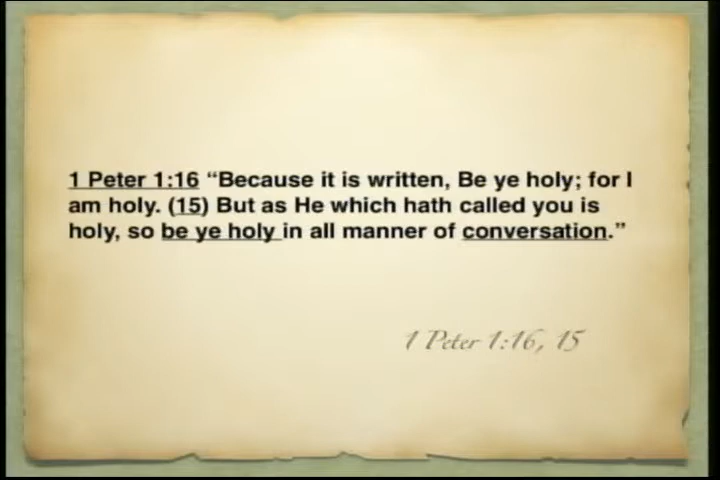 1 Peter 1:16 “Because it is written, Be ye holy; for I
am holy. (15) But as He which hath called you is
holy, so be ye holy in all manner of conversation.”
1 Peter 1:16, 15